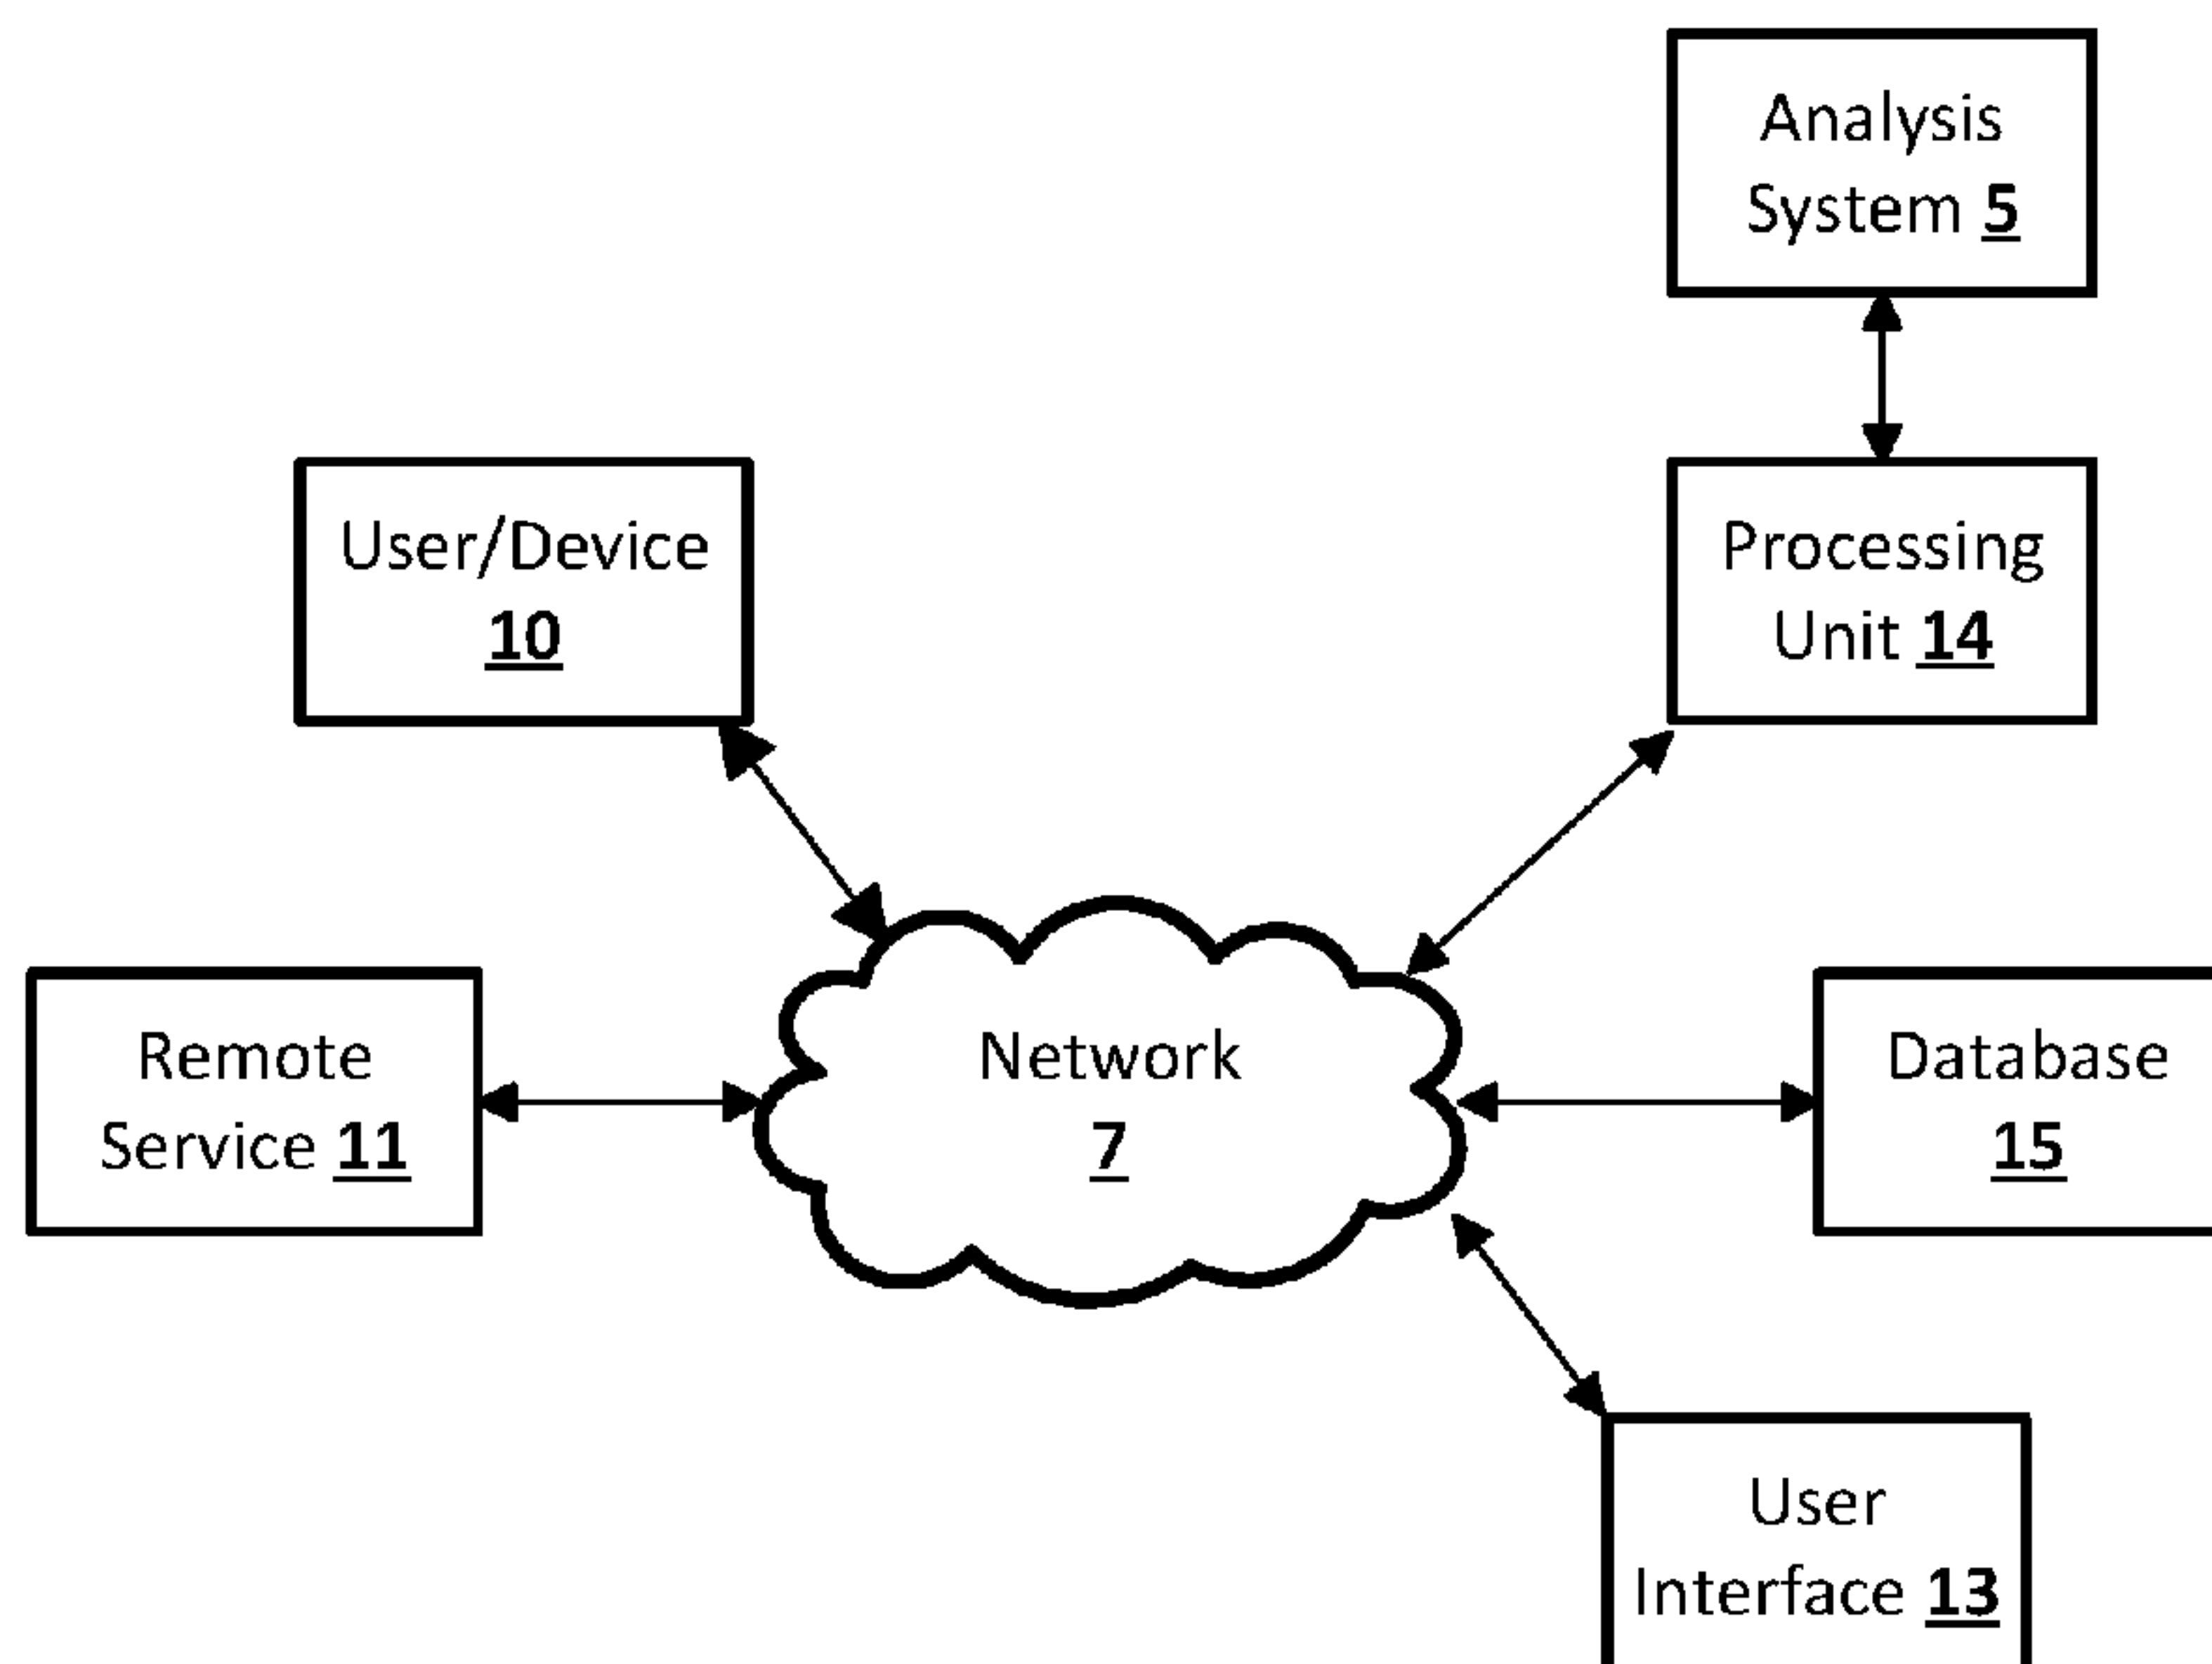 Analysis
System 5
User/Device
10
Processing
Unit 14
Remote
Service 11
Network
7
Database
15
User
Interface 13